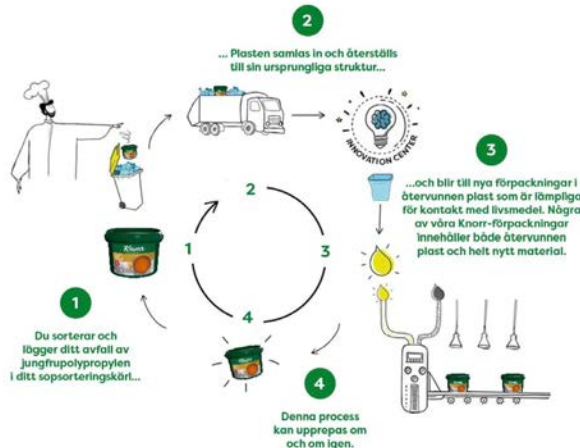 2
... Plasten samlas in och återställs
till sin ursprungliga struktur...
INNOVATION CENTER
3
...och blir till nya förpackningar i
återvunnen plast som är lämpliga
för kontakt med livsmedel. Några
av våra Knorr-förpackningar
innehåller både återvunnen
plast och helt nytt material.
2
1
3
4
Knorr
1
Du sorterar och
lägger ditt avfall av
jungfrupolypropylen
i ditt sopsorteringskärl...
4
Denna process
kan upprepas om
och om igen.